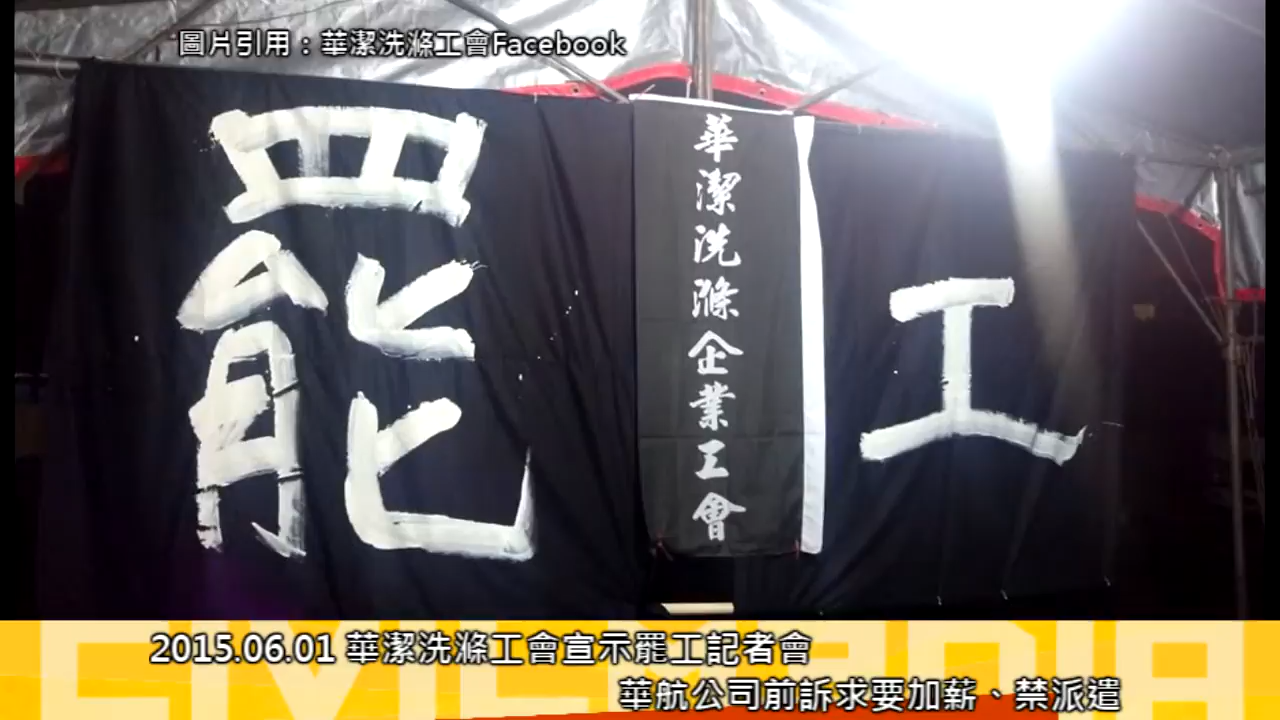 圖片引用：華潔洗滌工會Facebook
罷
華潔洗滌企業工會
工
2015.06.01 華潔洗滌工會宣示罷工記者會
華航公司前訴求要加薪、禁派遣